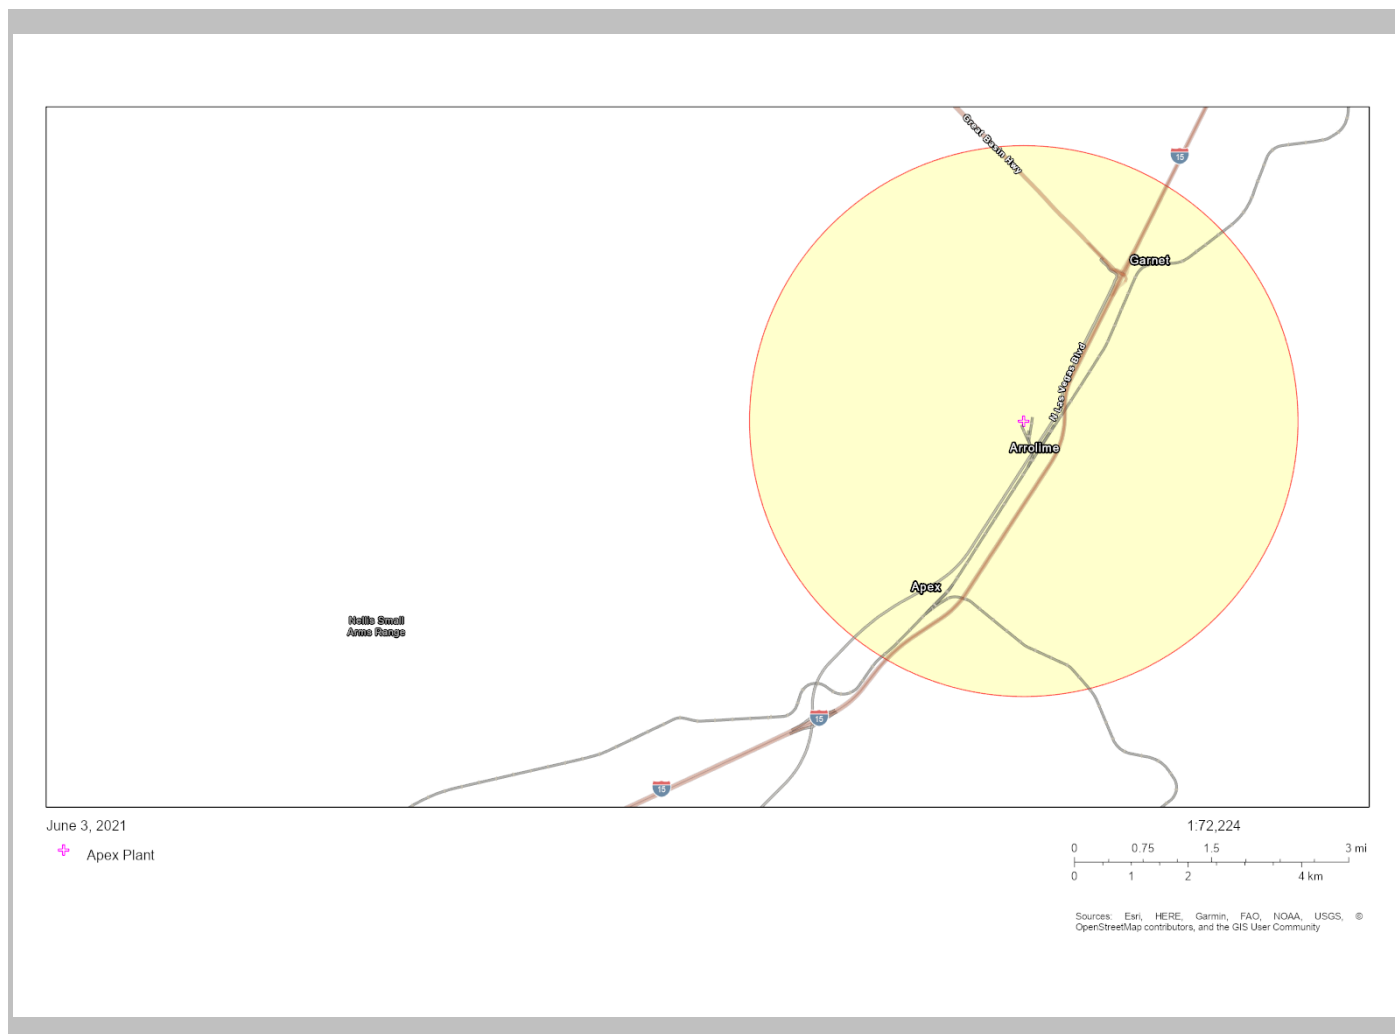 Great Basin Hwy
15
Garnet
N Las Vegas Blvd
Arrolime
Apex
Nellis Small
Arms Range
15
15
June 3, 2021
Apex Plant
1:72,224
0 0.75 1.5 3 mi
0 1 2 4 km
Sources: Esri, HERE, Garmin, FAO, NOAA, USGS, ©
OpenStreetMap contributors, and the GIS User Community